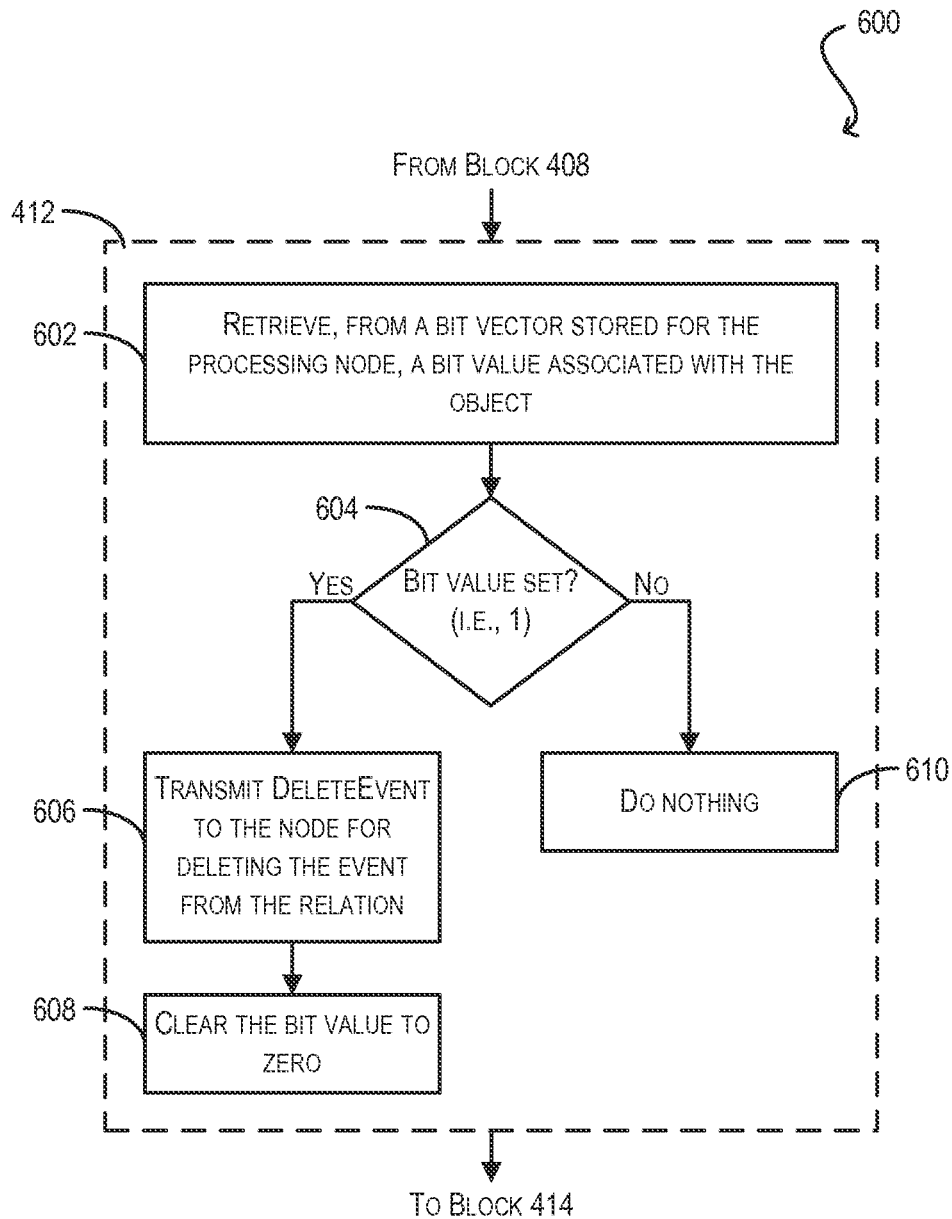 600
FROM BLOCK 408
412
602
RETRIEVE, FROM A BIT VECTOR STORED FOR THE
PROCESSING NODE, A BIT VALUE ASSOCIATED WITH THE
OBJECT
604
YES
BIT VALUE SET?
(I.E., 1)
NO
606
TRANSMIT DELETEEVENT
TO THE NODE FOR
DELETING THE EVENT
FROM THE RELATION
DO NOTHING
610
608
CLEAR THE BIT VALUE TO
ZERO
TO BLOCK 414